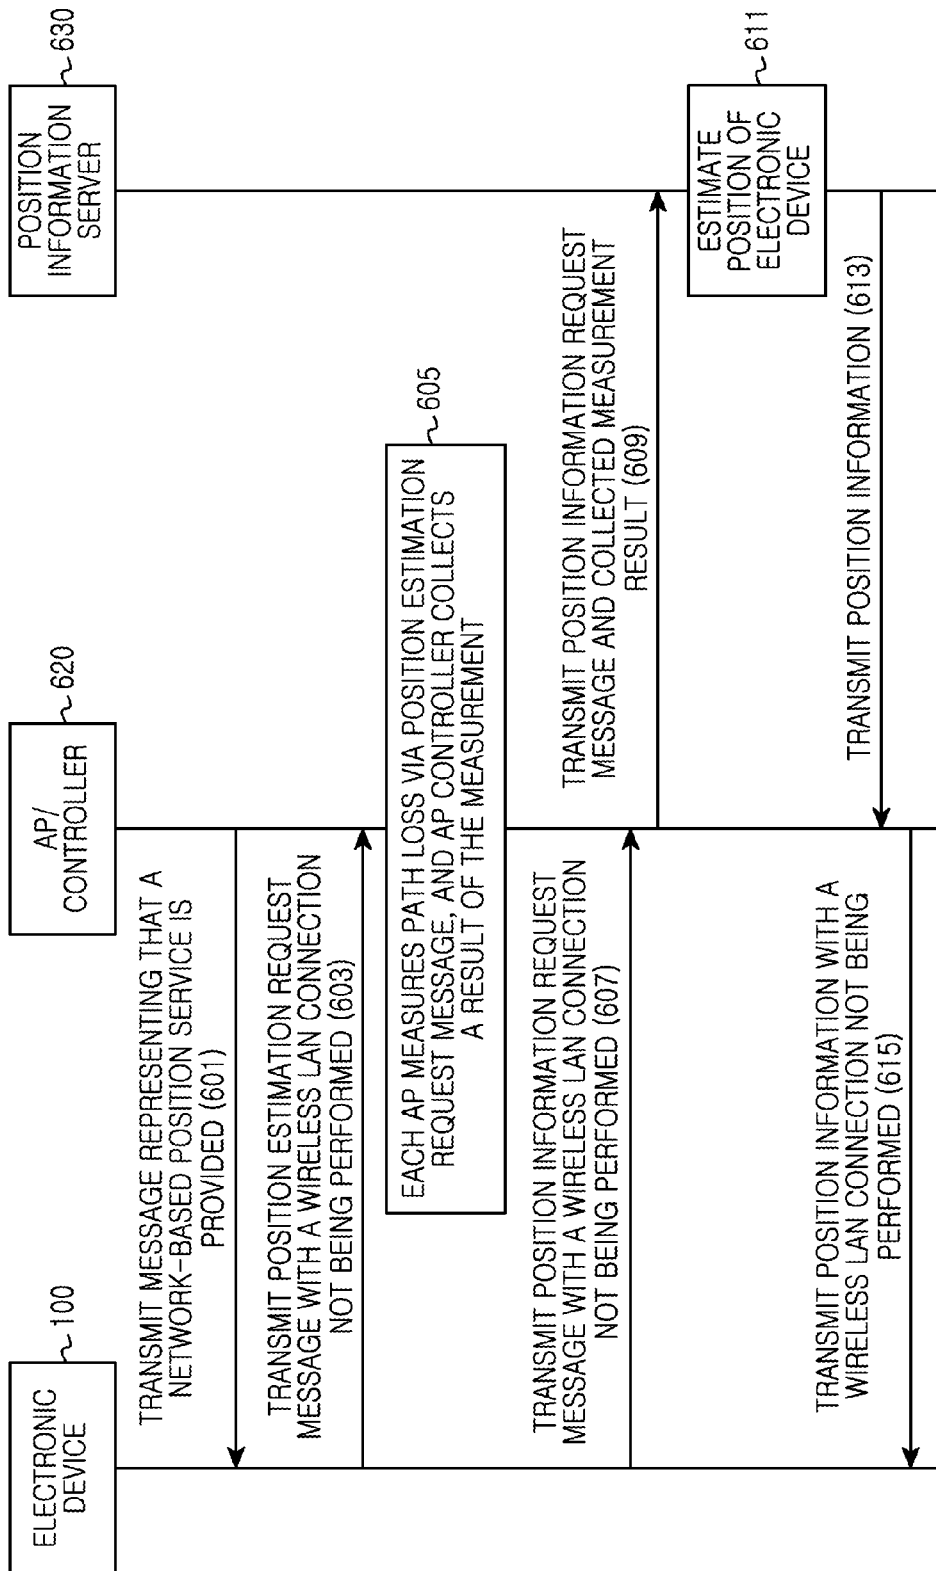 ELECTRONIC
DEVICE
100
AP/
CONTROLLER
620
POSITION
INFORMATION
SERVER
630
TRANSMIT MESSAGE REPRESENTING THAT A
NETWORK-BASED POSITION SERVICE IS
PROVIDED (601)
TRANSMIT POSITION ESTIMATION REQUEST
MESSAGE WITH A WIRELESS LAN CONNECTION
NOT BEING PERFORMED (603)
EACH AP MEASURES PATH LOSS VIA POSITION ESTIMATION
REQUEST MESSAGE, AND AP CONTROLLER COLLECTS
A RESULT OF THE MEASUREMENT
605
TRANSMIT POSITION INFORMATION REQUEST
MESSAGE WITH A WIRELESS LAN CONNECTION
NOT BEING PERFORMED (607)
TRANSMIT POSITION INFORMATION REQUEST
MESSAGE AND COLLECTED MEASUREMENT
RESULT (609)
ESTIMATE
POSITION OF
ELECTRONIC
DEVICE
611
TRANSMIT POSITION INFORMATION (613)
TRANSMIT POSITION INFORMATION WITH A
WIRELESS LAN CONNECTION NOT BEING
PERFORMED (615)